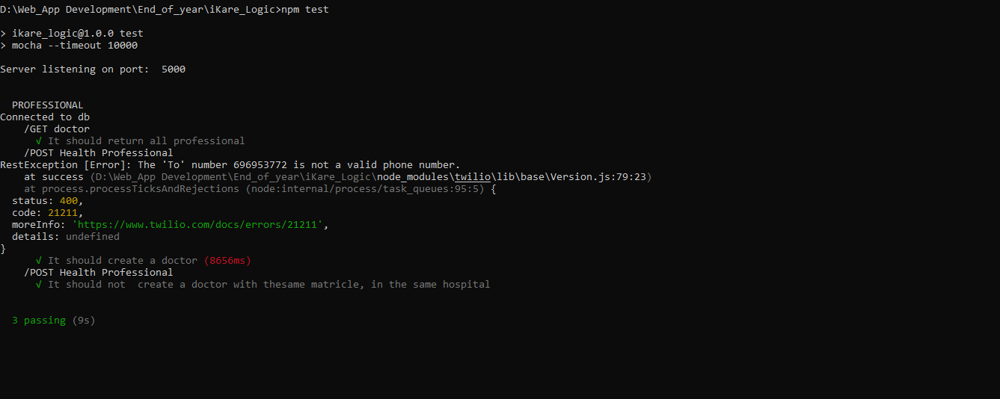 D:\Web_App Development\End_of_year\iKare_Logic>npm test
> ikare_logic@1.0.0 test
> mocha --timeout 10000
Server listening on port:  5000
PROFESSIONAL
Connected to db
/GET doctor
√ It should return all professional
/POST Health Professional
RestException [Error]: The 'To' number 696953772 is not a valid phone number.
at success (D:\Web_App Development\End_of_year\iKare_Logic\node_modules\twilio\lib\base\Version.js:79:23)
at process.processTicksAndRejections (node:internal/process/task_queues:95:5) {
status: 400,
code: 21211,
moreInfo: 'https://www.twilio.com/docs/errors/21211',
details: undefined
}
√ It should create a doctor (8656ms)
/POST Health Professional
√ It should not  create a doctor with thesame matricle, in the same hospital
3 passing (9s)